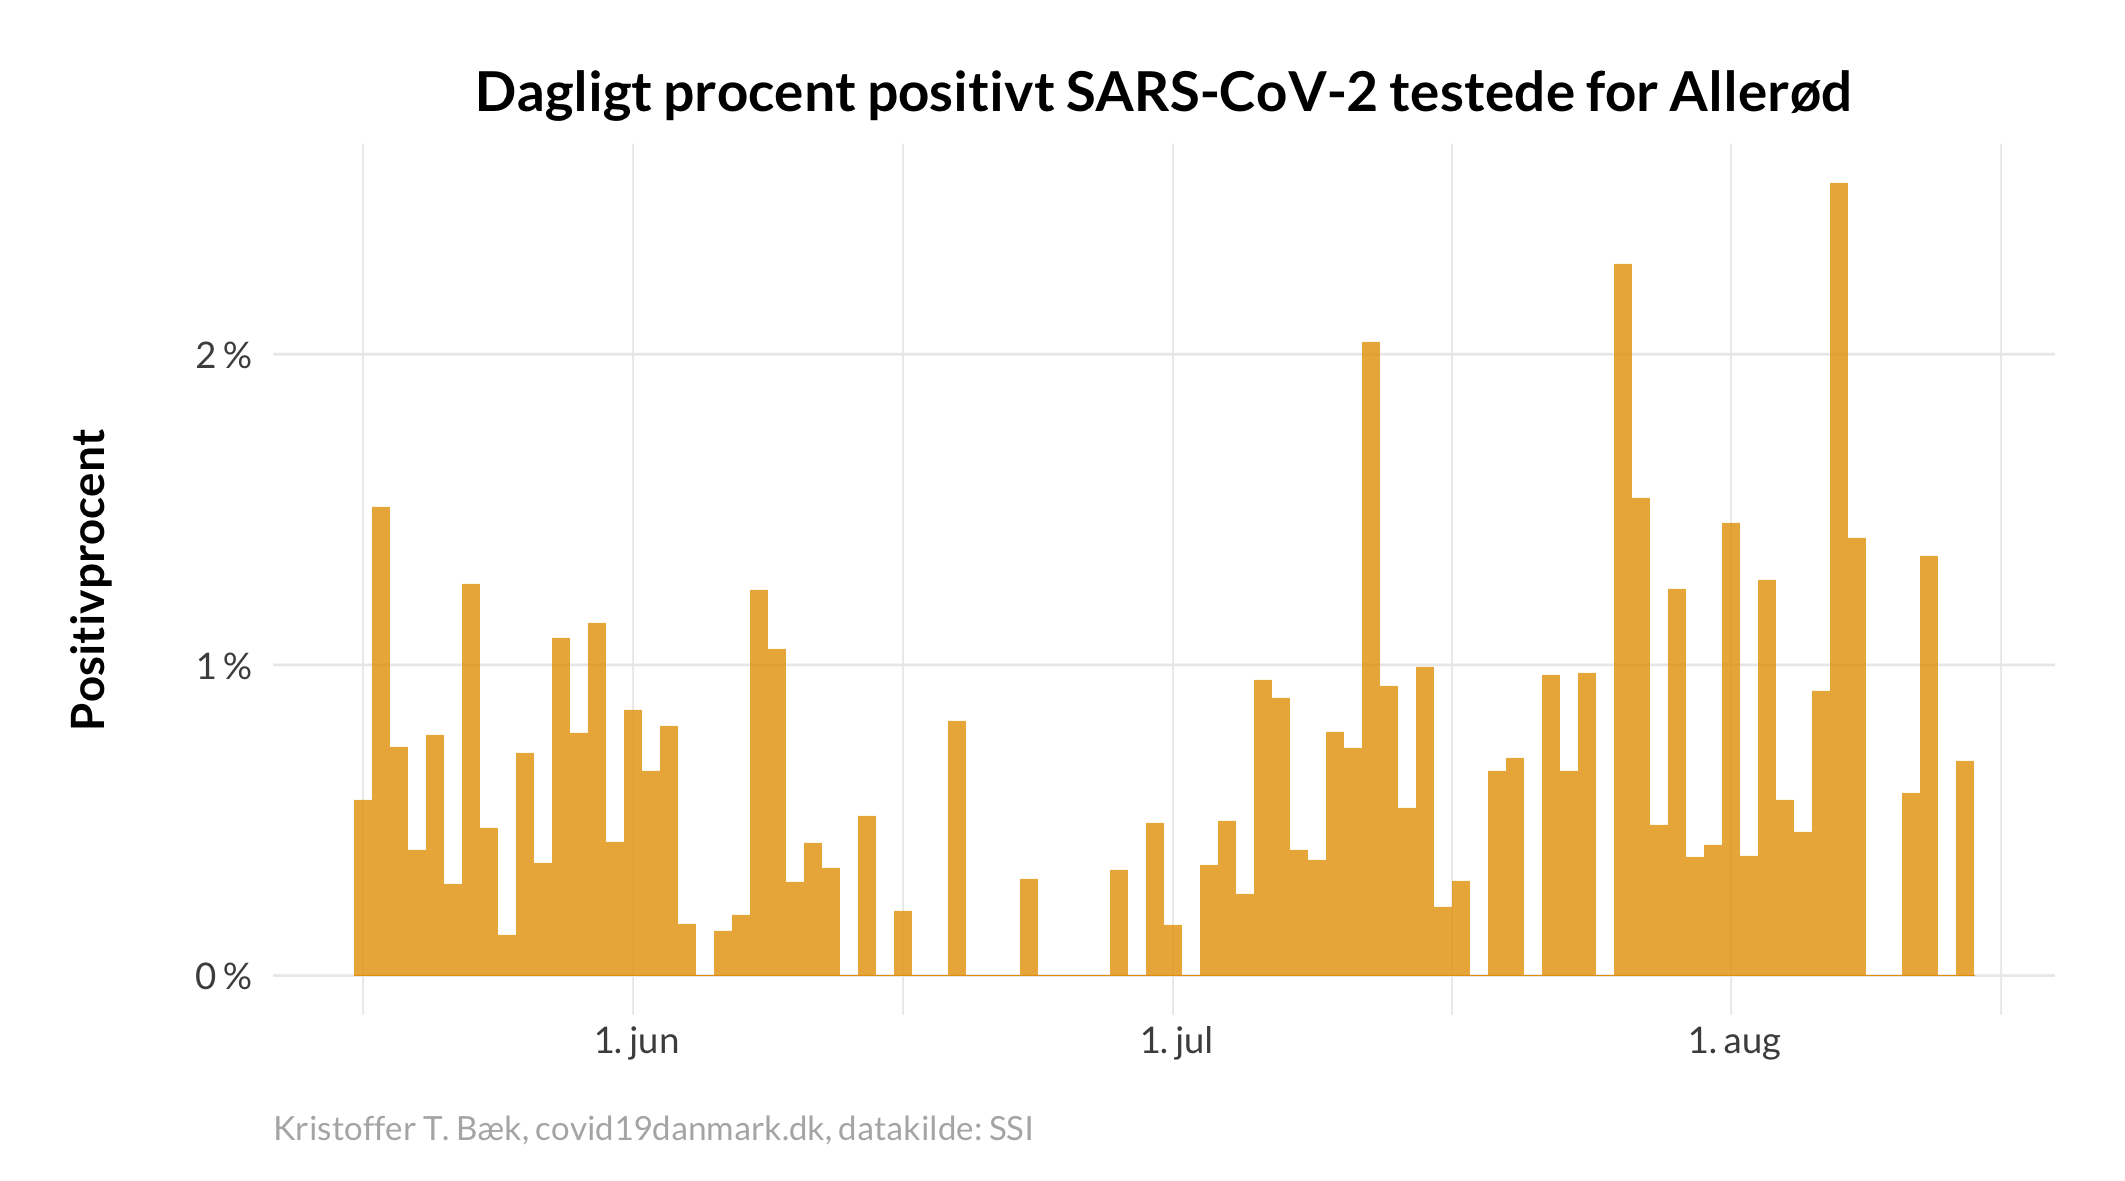 Dagligt procent positivt SARS-CoV-2 testede for Allerød
Positivprocent
2 %
1 %
0 %
1. jun
1. jul
1. aug
Kristoffer T. Bæk, covid19danmark.dk, datakilde: SSI